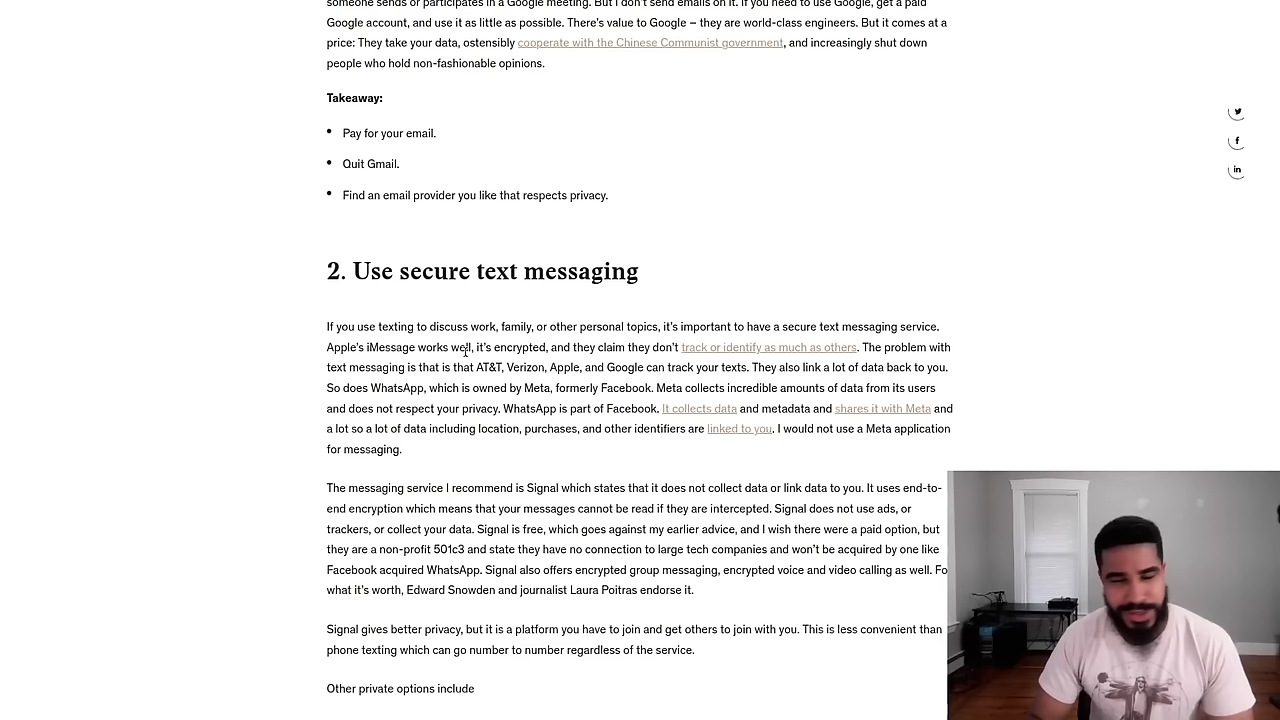 someone sends or participates in a Google meeting. But I don't send emails on it. If you need to use Google, get a paid
Google account, and use it as little as possible. There's value to Google – they are world-class engineers. But it comes at a
price: They take your data, ostensibly cooperate with the Chinese Communist government, and increasingly shut down
people who hold non-fashionable opinions.
Takeaway:
• Pay for your email.
• Quit Gmail.
• Find an email provider you like that respects privacy.
2. Use secure text messaging
If you use texting to discuss work, family, or other personal topics, it's important to have a secure text messaging service.
Apple's iMessage works well, it's encrypted, and they claim they don't track or identify as much as others. The problem with
text messaging is that is that AT&T, Verizon, Apple, and Google can track your texts. They also link a lot of data back to you.
So does WhatsApp, which is owned by Meta, formerly Facebook. Meta collects incredible amounts of data from its users
and does not respect your privacy. WhatsApp is part of Facebook. It collects data and metadata and shares it with Meta and
a lot so a lot of data including location, purchases, and other identifiers are linked to you. I would not use a Meta application
for messaging.
The messaging service I recommend is Signal which states that it does not collect data or link data to you. It uses end-to-
end encryption which means that your messages cannot be read if they are intercepted. Signal does not use ads, or
trackers, or collect your data. Signal is free, which goes against my earlier advice, and I wish there were a paid option, but
they are a non-profit 501c3 and state they have no connection to large tech companies and won't be acquired by one like
Facebook acquired WhatsApp. Signal also offers encrypted group messaging, encrypted voice and video calling as well. Fo
what it's worth, Edward Snowden and journalist Laura Poitras endorse it.
Signal gives better privacy, but it is a platform you have to join and get others to join with you. This is less convenient than
phone texting which can go number to number regardless of the service.
Other private options include